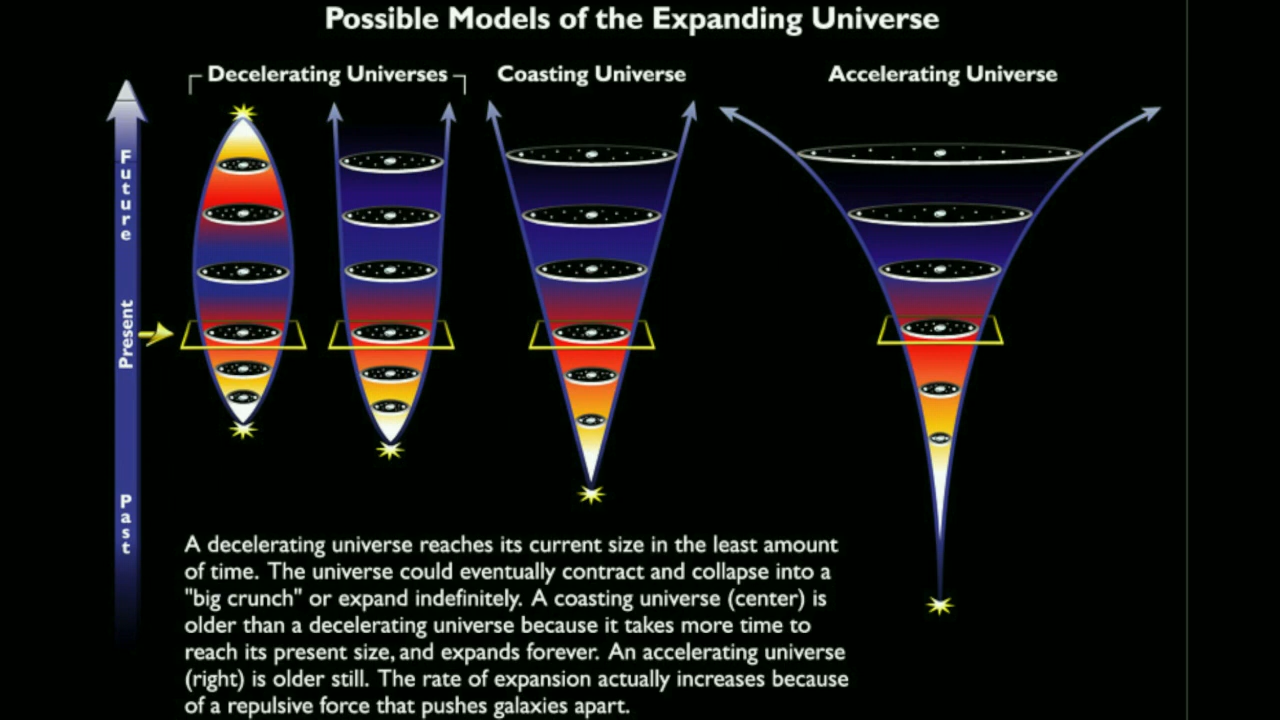 Possible Models of the Expanding Universe
Decelerating Universes
Coasting Universe
Accelerating Universe
Future
Present
Past
A decelerating universe reaches its current size in the least amount
of time. The universe could eventually contract and collapse into a
"big crunch" or expand indefinitely. A coasting universe (center) is
older than a decelerating universe because it takes more time to
reach its present size, and expands forever. An accelerating universe
(right) is older still. The rate of expansion actually increases because
of a repulsive force that pushes galaxies apart.